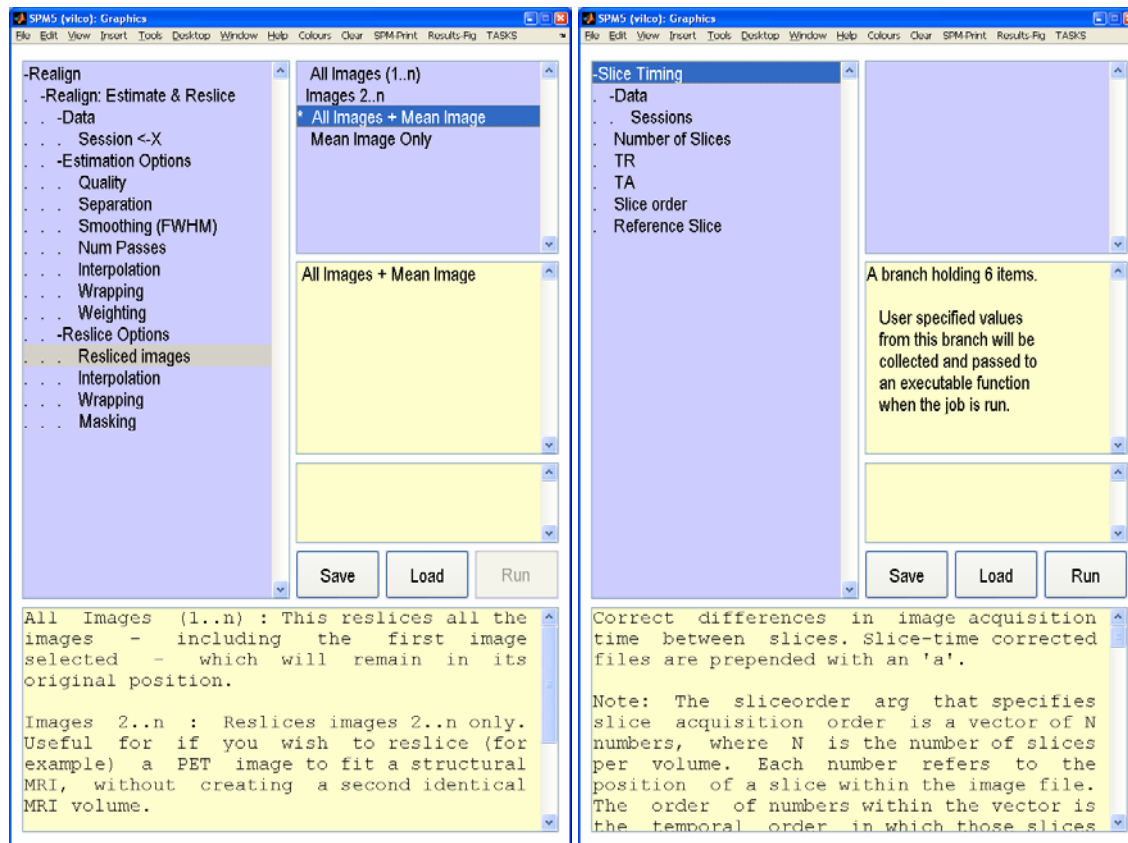 SPM5 (vilco): Graphics
File Edit View Insert Tools Desktop Window Help Colours Clear SPM-Print Results-Fig TASKS
-Realign
. -Realign: Estimate & Reslice
. . -Data
. . . Session <-X
. . -Estimation Options
. . . Quality
. . . Separation
. . . Smoothing (FWHM)
. . . Num Passes
. . . Interpolation
. . . Wrapping
. . . Weighting
. . -Reslice Options
. . . Resliced images
. . . Interpolation
. . . Wrapping
. . . Masking
All Images (1..n)
Images 2..n
* All Images + Mean Image
Mean Image Only
All Images + Mean Image
Save Load Run
All Images (1..n) : This reslices all the
images - including the first image
selected - which will remain in its
original position.
Images 2..n : Reslices images 2..n only.
Useful for if you wish to reslice (for
example) a PET image to fit a structural
MRI, without creating a second identical
MRI volume.
SPM5 (vilco): Graphics
File Edit View Insert Tools Desktop Window Help Colours Clear SPM-Print Results-Fig TASKS
-Slice Timing
. -Data
. . Sessions
. Number of Slices
. TR
. TA
. Slice order
. Reference Slice
A branch holding 6 items.
User specified values
from this branch will be
collected and passed to
an executable function
when the job is run.
Save Load Run
Correct differences in image acquisition
time between slices. Slice-time corrected
files are prepended with an 'a'.
Note: The sliceorder arg that specifies
slice acquisition order is a vector of N
numbers, where N is the number of slices
per volume. Each number refers to the
position of a slice within the image file.
The order of numbers within the vector is
the temporal order in which those slices